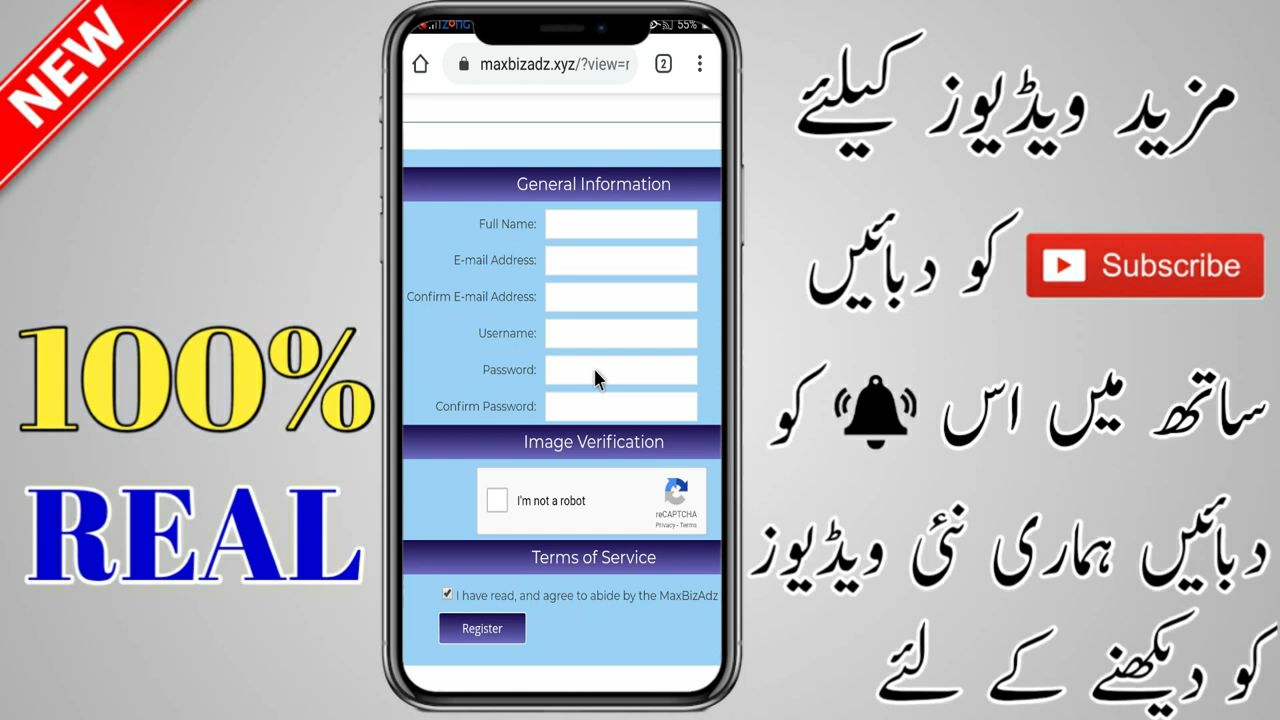 NEW
100%
REAL
ZONG
55%
maxbizadz.xyz/?view=r
2
General Information
Full Name:
E-mail Address:
Confirm E-mail Address:
Username:
Password:
Confirm Password:
Image Verification
I'm not a robot
reCAPTCHA
Privacy - Terms
Terms of Service
I have read, and agree to abide by the MaxBizAdz
Register
مزید ویڈیوز کیلئے
Subscribe کو دبائیں
ساتھ میں اس کو
دبائیں ہماری نئی ویڈیوز
کو دیکھنے کے لئے